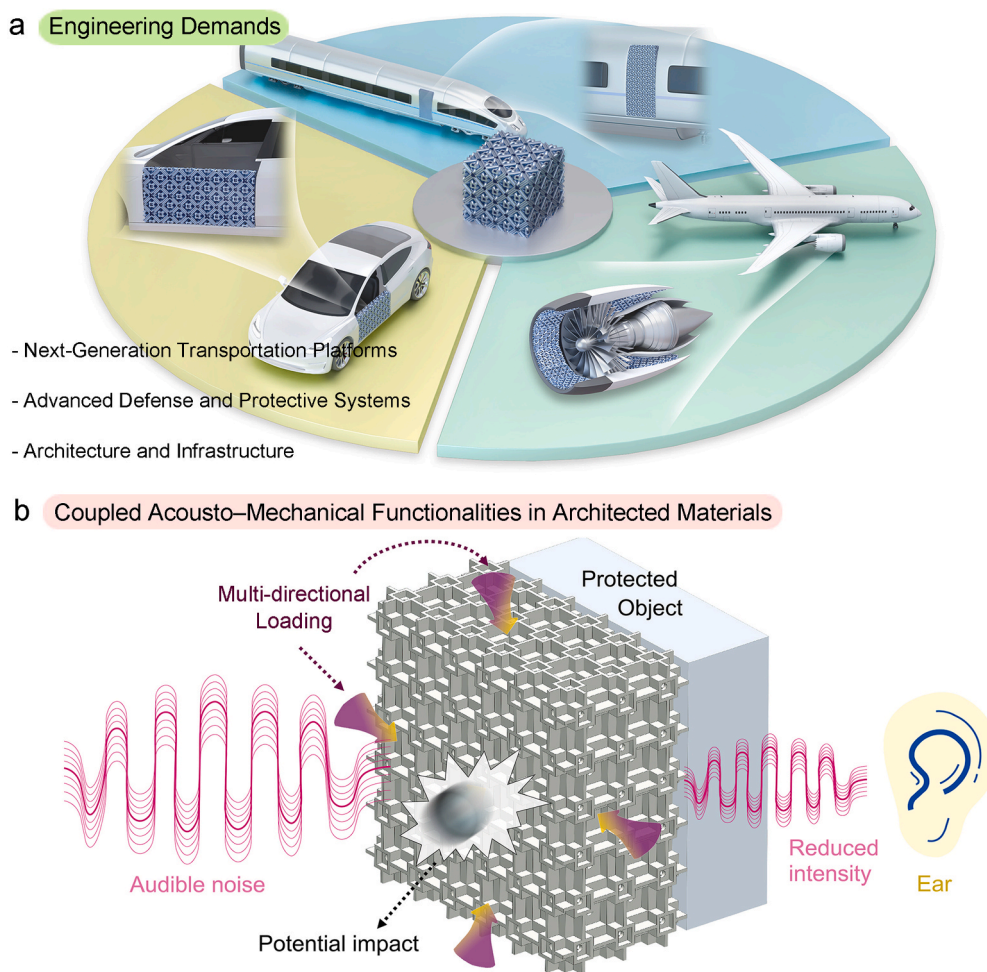 a Engineering Demands
- Next-Generation Transportation Platforms
- Advanced Defense and Protective Systems
- Architecture and Infrastructure
b Coupled Acousto–Mechanical Functionalities in Architected Materials
Multi-directional
Loading
Protected
Object
Audible noise
Potential impact
Reduced
intensity
Ear